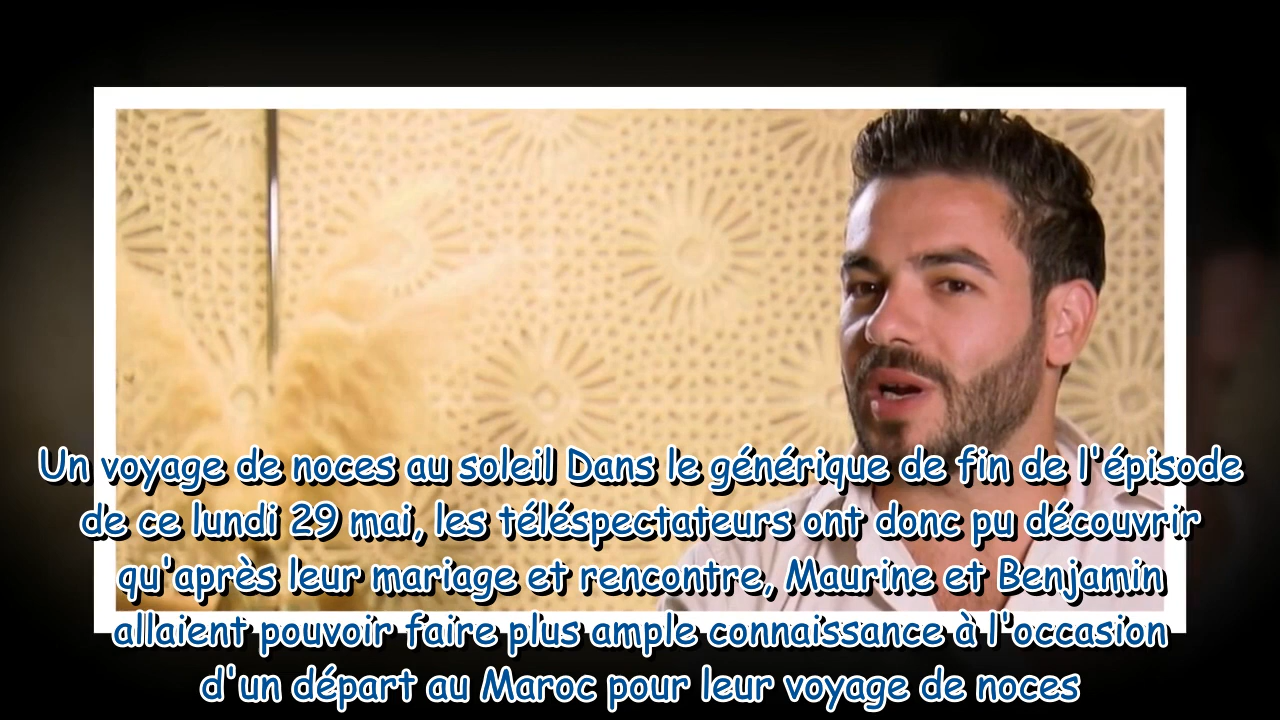 Un voyage de noces au soleil Dans le générique de fin de l'épisode
de ce lundi 29 mai, les téléspectateurs ont donc pu découvrir
qu'après leur mariage et rencontre, Maurine et Benjamin
allaient pouvoir faire plus ample connaissance à l'occasion
d'un départ au Maroc pour leur voyage de noces